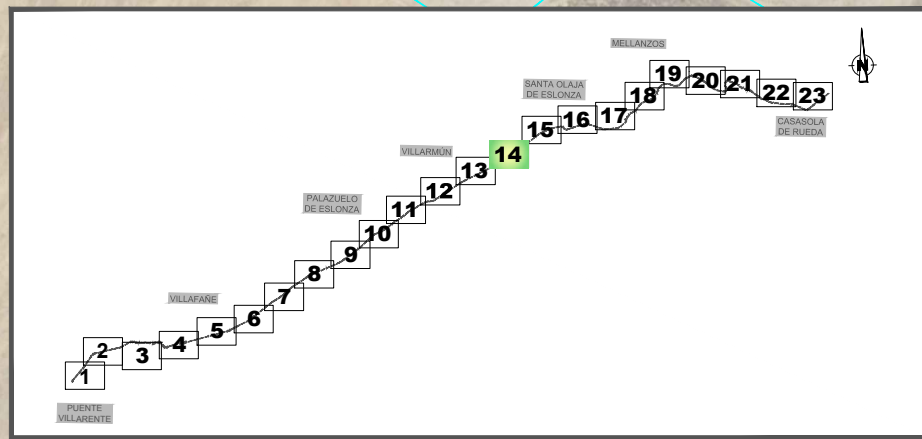 MELLANZOS
N
19
20
21
22
23
SANTA OLAJA
DE ESLONZA
18
17
16
15
CASASOLA
DE RUEDA
VILLARMÚN
14
13
12
PALAZUELO
DE ESLONZA
11
10
9
8
VILLAFAÑE
7
6
5
4
3
2
1
PUENTE
VILLARENTE